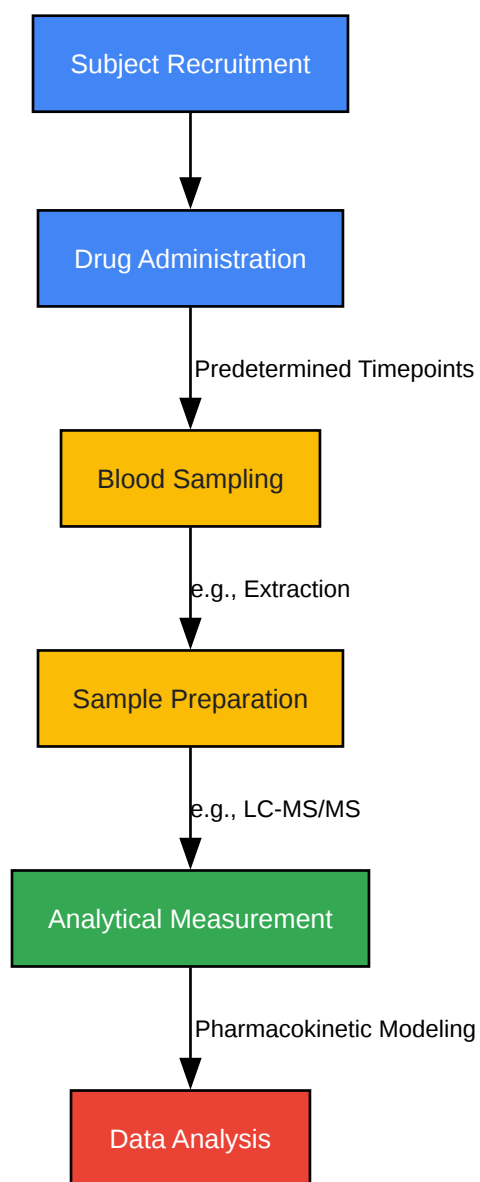 Subject Recruitment
Drug Administration
Predetermined Timepoints
Blood Sampling
e.g., Extraction
Sample Preparation
e.g., LC-MS/MS
Analytical Measurement
Pharmacokinetic Modeling
Data Analysis